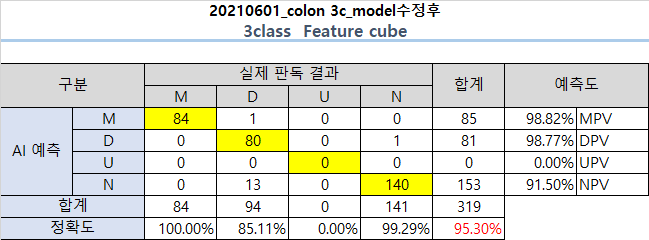 20210601_colon 3c_model수정후
3class Feature cube
구분 실제 판독 결과 합계 예측도
M D U N
AI 예측 M 84 1 0 0 85 98.82% MPV
D 0 80 0 1 81 98.77% DPV
U 0 0 0 0 0.00% UPV
N 0 13 0 140 153 91.50% NPV
합계 84 94 0 141 319
정확도 100.00% 85.11% 0.00% 99.29% 95.30%